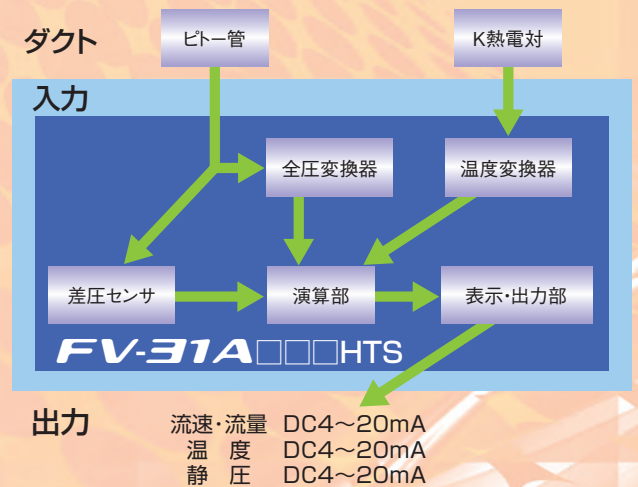 ダクト
ピトー管
K熱電対
入力
全圧変換器
温度変換器
差圧センサ
演算部
表示・出力部
FV-31A□□□HTS
出力
流速・流量 DC4～20mA
温 度 DC4～20mA
静 圧 DC4～20mA